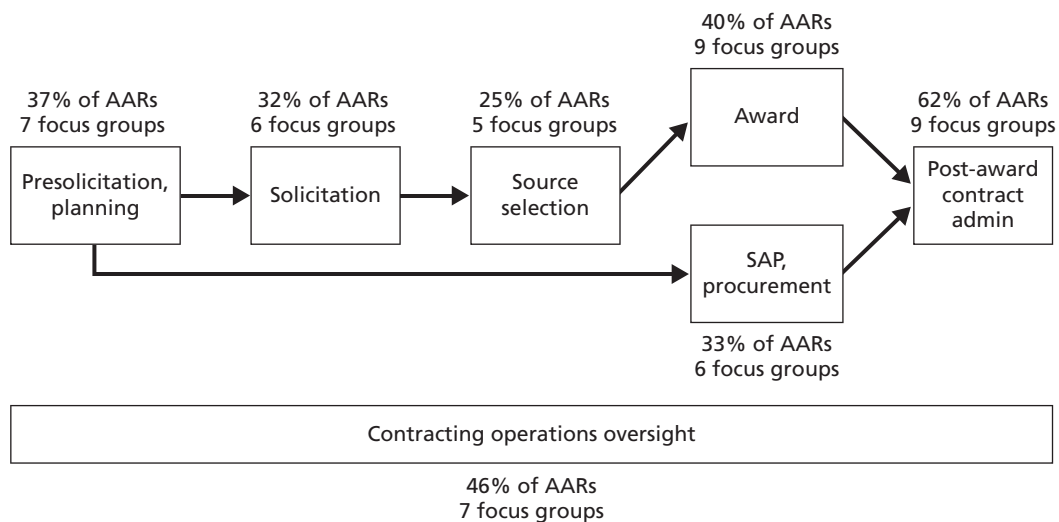 40% of AARs
9 focus groups
37% of AARs
7 focus groups
32% of AARs
6 focus groups
25% of AARs
5 focus groups
62% of AARs
9 focus groups
Presolicitation,
planning
Solicitation
Source
selection
Award
Post-award
contract
admin
SAP,
procurement
33% of AARs
6 focus groups
Contracting operations oversight
46% of AARs
7 focus groups